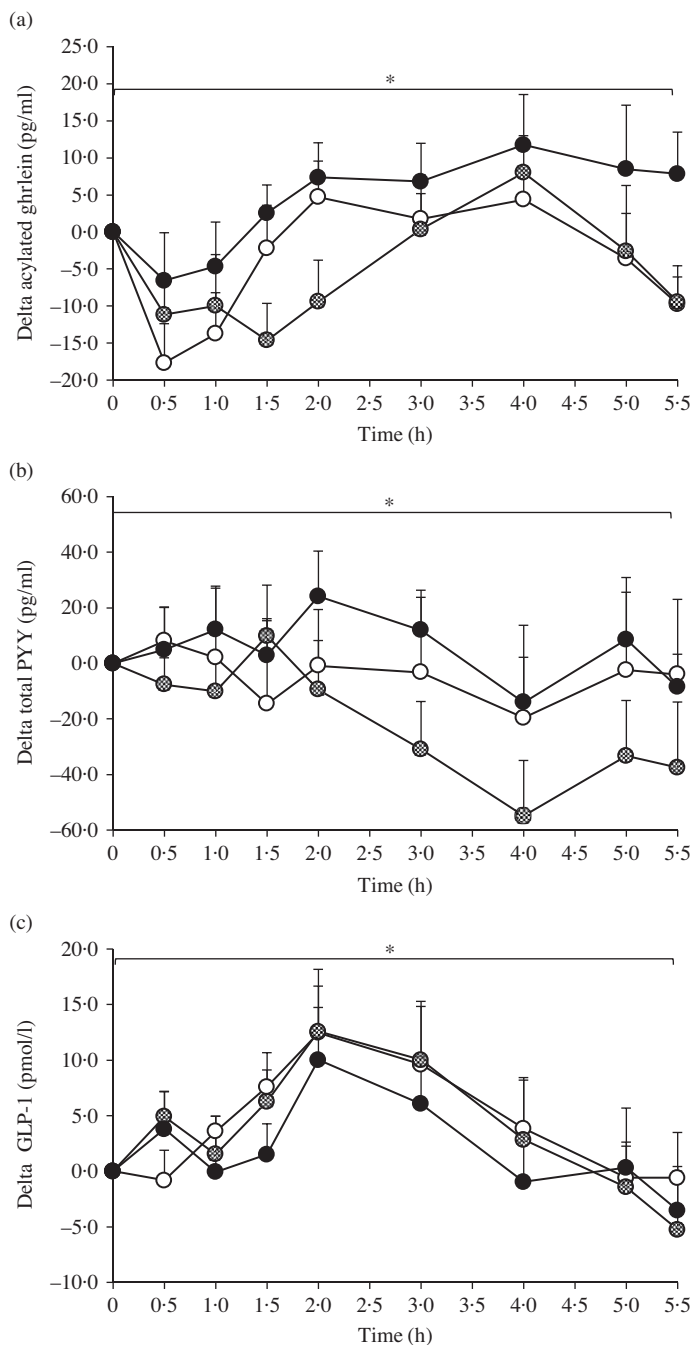 (a)
25·0
20·0
15·0
10·0
5·0
0·0
−5·0
−10·0
−15·0
−20·0
Delta acylated ghrlein (pg/ml)
*
0 0·5 1·0 1·5 2·0 2·5 3·0 3·5 4·0 4·5 5·0 5·5
Time (h)
(b)
60·0
40·0
20·0
0·0
−20·0
−40·0
−60·0
Delta total PYY (pg/ml)
*
0 0·5 1·0 1·5 2·0 2·5 3·0 3·5 4·0 4·5 5·0 5·5
Time (h)
(c)
20·0
15·0
10·0
5·0
0·0
−5·0
−10·0
Delta GLP-1 (pmol/l)
*
0 0·5 1·0 1·5 2·0 2·5 3·0 3·5 4·0 4·5 5·0 5·5
Time (h)